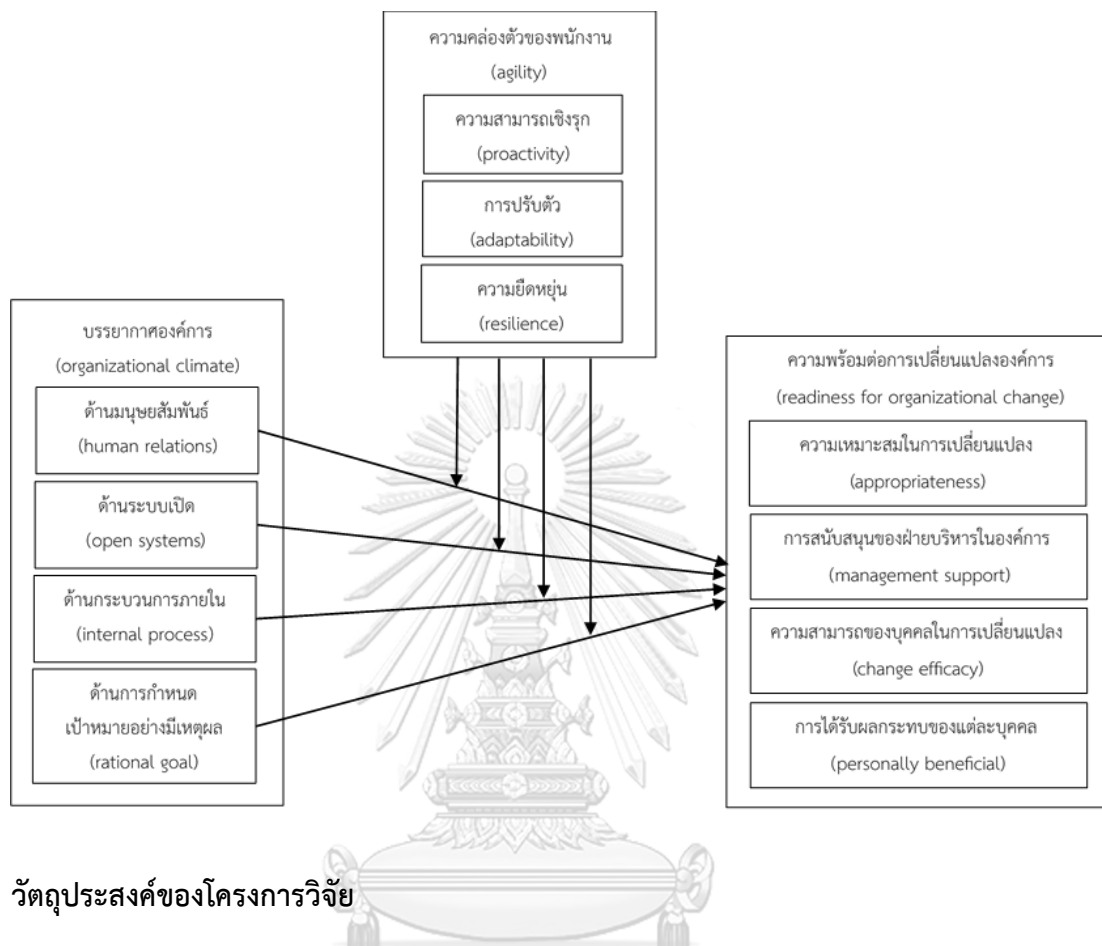 ความคล่องตัวของพนักงาน
(agility)
ความสามารถเชิงรุก
(proactivity)
การปรับตัว
(adaptability)
ความยืดหยุ่น
(resilience)
บรรยากาศองค์การ
(organizational climate)
ด้านมนุษยสัมพันธ์
(human relations)
ด้านระบบเปิด
(open systems)
ด้านกระบวนการภายใน
(internal process)
ด้านการกำหนด
เป้าหมายอย่างมีเหตุผล
(rational goal)
ความพร้อมต่อการเปลี่ยนแปลงองค์การ
(readiness for organizational change)
ความเหมาะสมในการเปลี่ยนแปลง
(appropriateness)
การสนับสนุนของฝ่ายบริหารในองค์การ
(management support)
ความสามารถของบุคคลในการเปลี่ยนแปลง
(change efficacy)
การได้รับผลกระทบของแต่ละบุคคล
(personally beneficial)
วัตถุประสงค์ของโครงการวิจัย